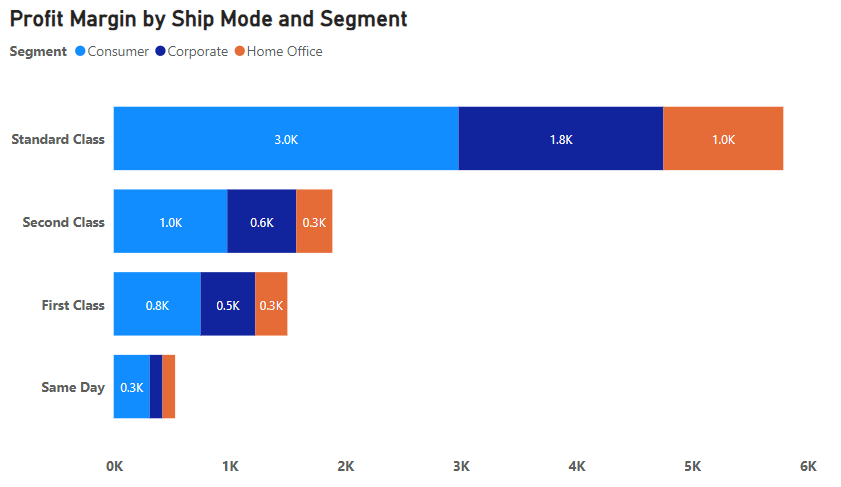 Profit Margin by Ship Mode and Segment
Segment Consumer Corporate Home Office
Standard Class 3.0K 1.8K 1.0K
Second Class 1.0K 0.6K 0.3K
First Class 0.8K 0.5K 0.3K
Same Day 0.3K
0K 1K 2K 3K 4K 5K 6K